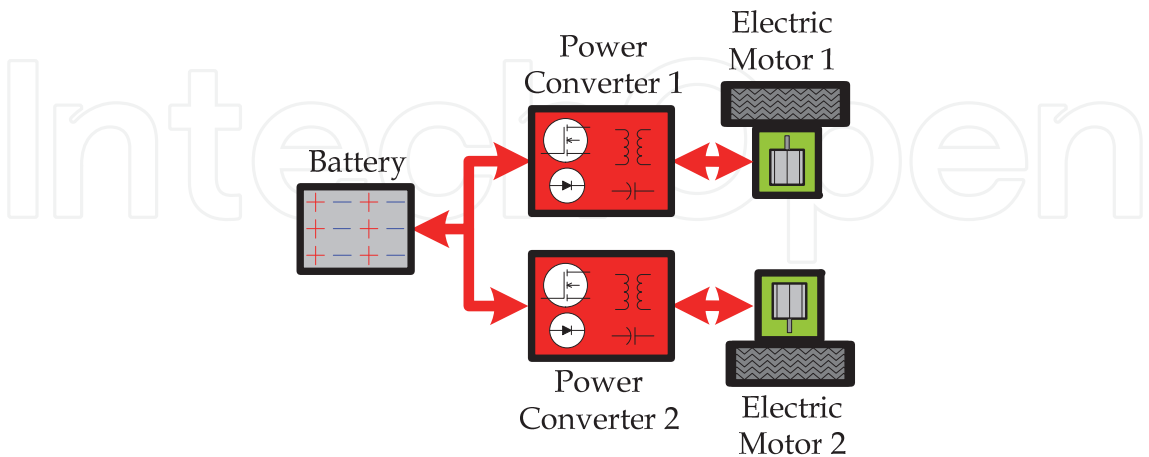 IntechOpen
Electric
Motor 1
Power
Converter 1
Battery
Power
Converter 2
Electric
Motor 2